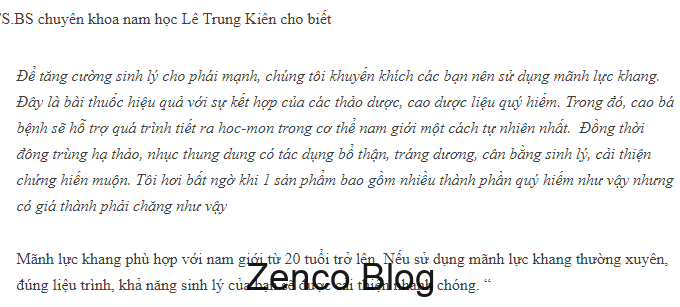 TS.BS chuyên khoa nam học Lê Trung Kiên cho biết
Để tăng cường sinh lý cho phái mạnh, chúng tôi khuyến khích các bạn nên sử dụng mãnh lực khang.
Đây là bài thuốc hiệu quả với sự kết hợp của các thảo dược, cao dược liệu quý hiếm. Trong đó, cao bá
bệnh sẽ hỗ trợ quá trình tiết ra hoc-mon trong cơ thể nam giới một cách tự nhiên nhất. Đồng thời
đông trùng hạ thảo, nhục thung dung có tác dụng bổ thận, tráng dương, cân bằng sinh lý, cải thiện
chứng hiến muộn. Tôi hơi bất ngờ khi 1 sản phẩm bao gồm nhiều thành phần quý hiếm như vậy nhưng
có giá thành phải chăng như vậy
Mãnh lực khang phù hợp với nam giới từ 20 tuổi trở lên. Nếu sử dụng mãnh lực khang thường xuyên,
đúng liệu trình, khả năng sinh lý của bạn sẽ được cải thiện nhanh chóng. “
Zenco Blog